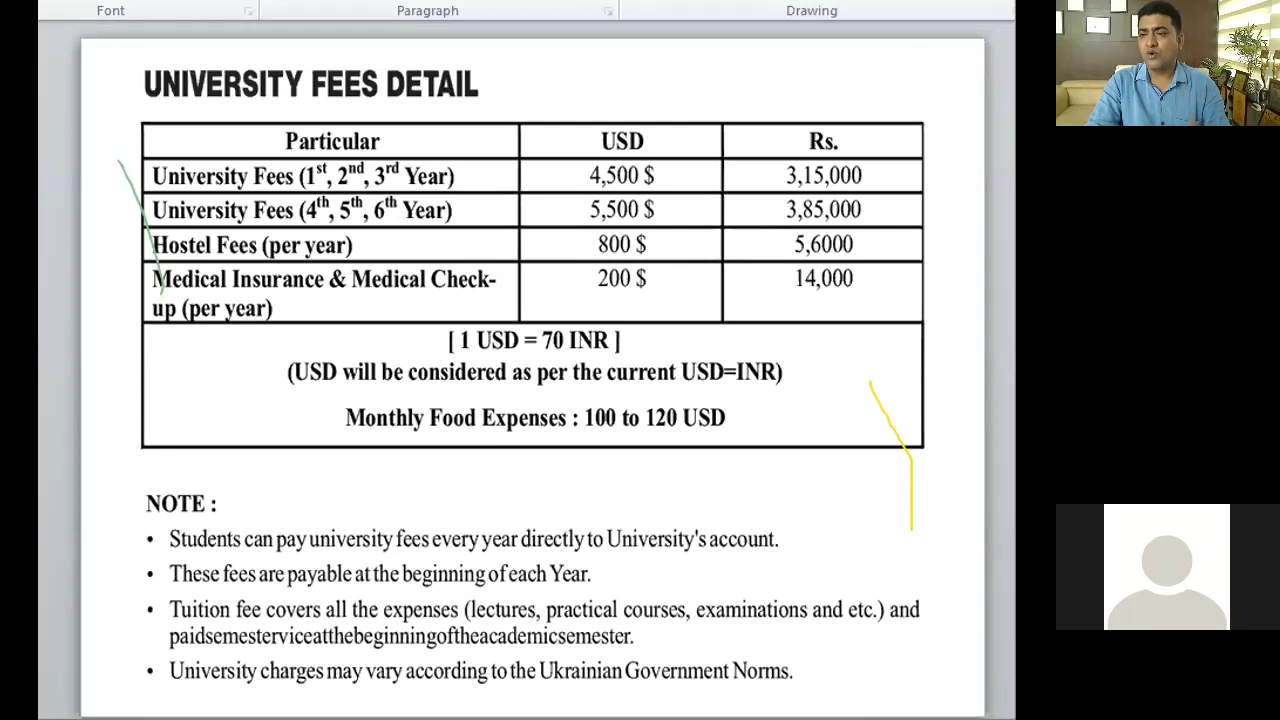 Font Paragraph Drawing
UNIVERSITY FEES DETAIL
Particular USD Rs.
University Fees (1st, 2nd, 3rd Year) 4,500 $ 3,15,000
University Fees (4th, 5th, 6th Year) 5,500 $ 3,85,000
Hostel Fees (per year) 800 $ 5,6000
Medical Insurance & Medical Check- 200 $ 14,000
up (per year)
[ 1 USD = 70 INR ]
(USD will be considered as per the current USD=INR)
Monthly Food Expenses : 100 to 120 USD
NOTE :
• Students can pay university fees every year directly to University's account.
• These fees are payable at the beginning of each Year.
• Tuition fee covers all the expenses (lectures, practical courses, examinations and etc.) and
paidsemesterviceatthebeginningoftheacademicsemester.
• University charges may vary according to the Ukrainian Government Norms.